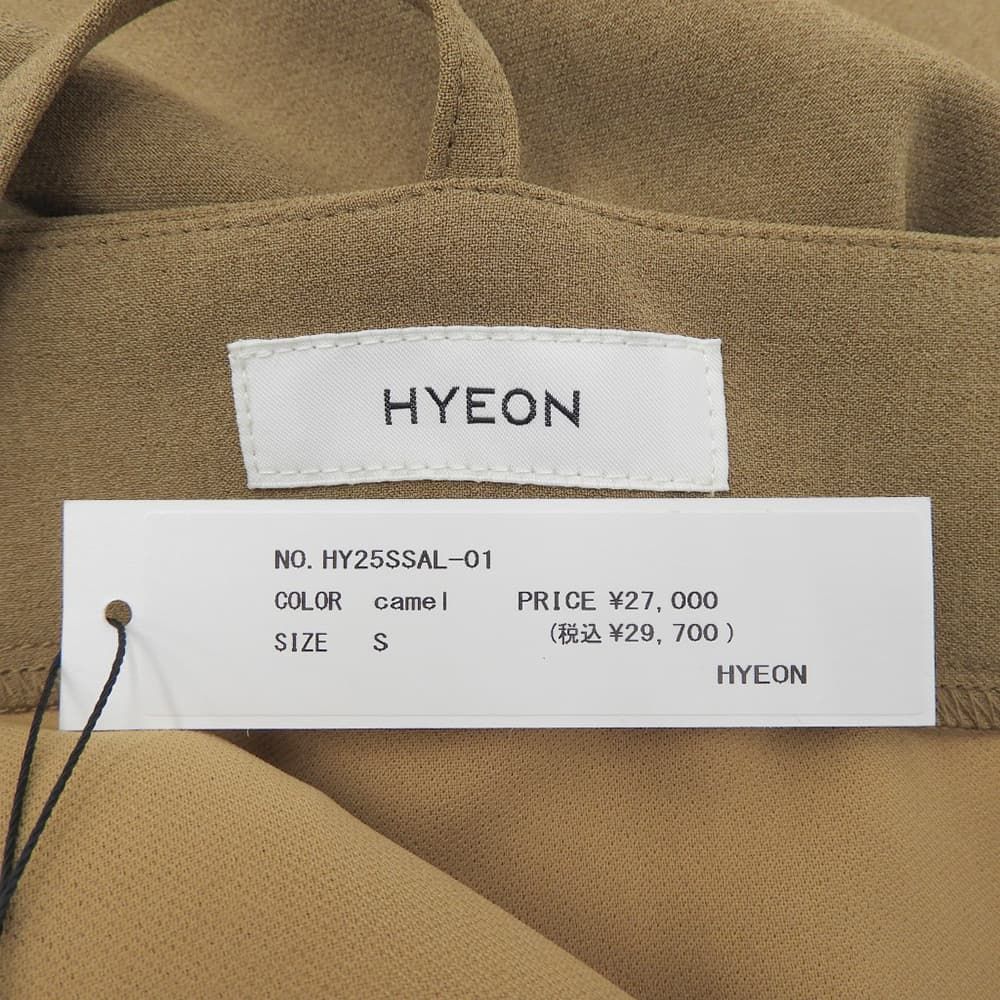 HYEON
NO. HY25SSAL-01
COLOR camel PRICE ¥27,000
SIZE S (税込 ¥29,700)
HYEON